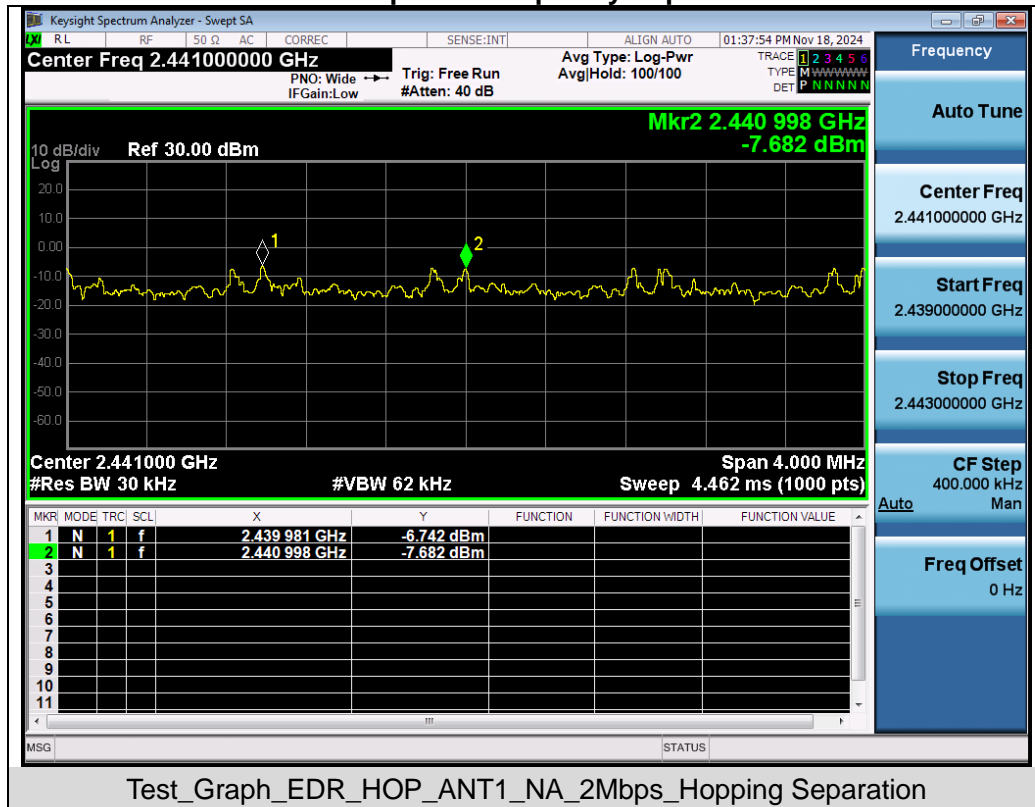 Keysight Spectrum Analyzer - Swept SA
RL RF 50 Ω AC CORREC SENSE:INT ALIGN AUTO 01:37:54 PM Nov 18, 2024
Center Freq 2.441000000 GHz
PNO: Wide
IFGain:Low
Trig: Free Run
#Atten: 40 dB
Avg Type: Log-Pwr
Avg|Hold: 100/100
TRACE 1 2 3 4 5 6
TYPE M WWWWW
DET P N N N N N
Mkr2 2.440 998 GHz
-7.682 dBm
10 dB/div Ref 30.00 dBm
Log
20.0
10.0
0.00
-10.0
-20.0
-30.0
-40.0
-50.0
-60.0
1
2
Center 2.441000 GHz Span 4.000 MHz
#Res BW 30 kHz #VBW 62 kHz Sweep 4.462 ms (1000 pts)
MKR MODE TRC SCL X Y FUNCTION FUNCTION WIDTH FUNCTION VALUE
1 N 1 f 2.439 981 GHz -6.742 dBm
2 N 1 f 2.440 998 GHz -7.682 dBm
3
4
5
6
7
8
9
10
11
MSG STATUS
Frequency
Auto Tune
Center Freq
2.441000000 GHz
Start Freq
2.439000000 GHz
Stop Freq
2.443000000 GHz
CF Step
400.000 kHz
Auto Man
Freq Offset
0 Hz
Test_Graph_EDR_HOP_ANT1_NA_2Mbps_Hopping Separation